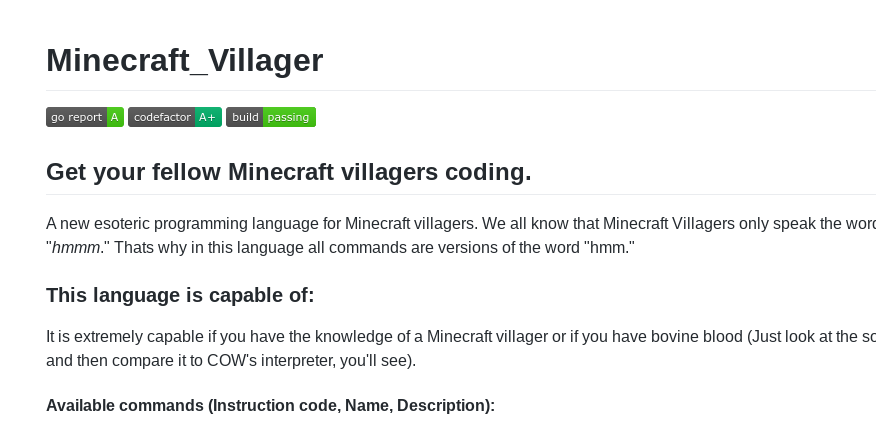 Minecraft_Villager
go report A codefactor A+ build passing
Get your fellow Minecraft villagers coding.
A new esoteric programming language for Minecraft villagers. We all know that Minecraft Villagers only speak the
"hmmm." Thats why in this language all commands are versions of the word "hmm."
This language is capable of:
It is extremely capable if you have the knowledge of a Minecraft villager or if you have bovine blood (Just look at the
and then compare it to COW's interpreter, you'll see).
Available commands (Instruction code, Name, Description):